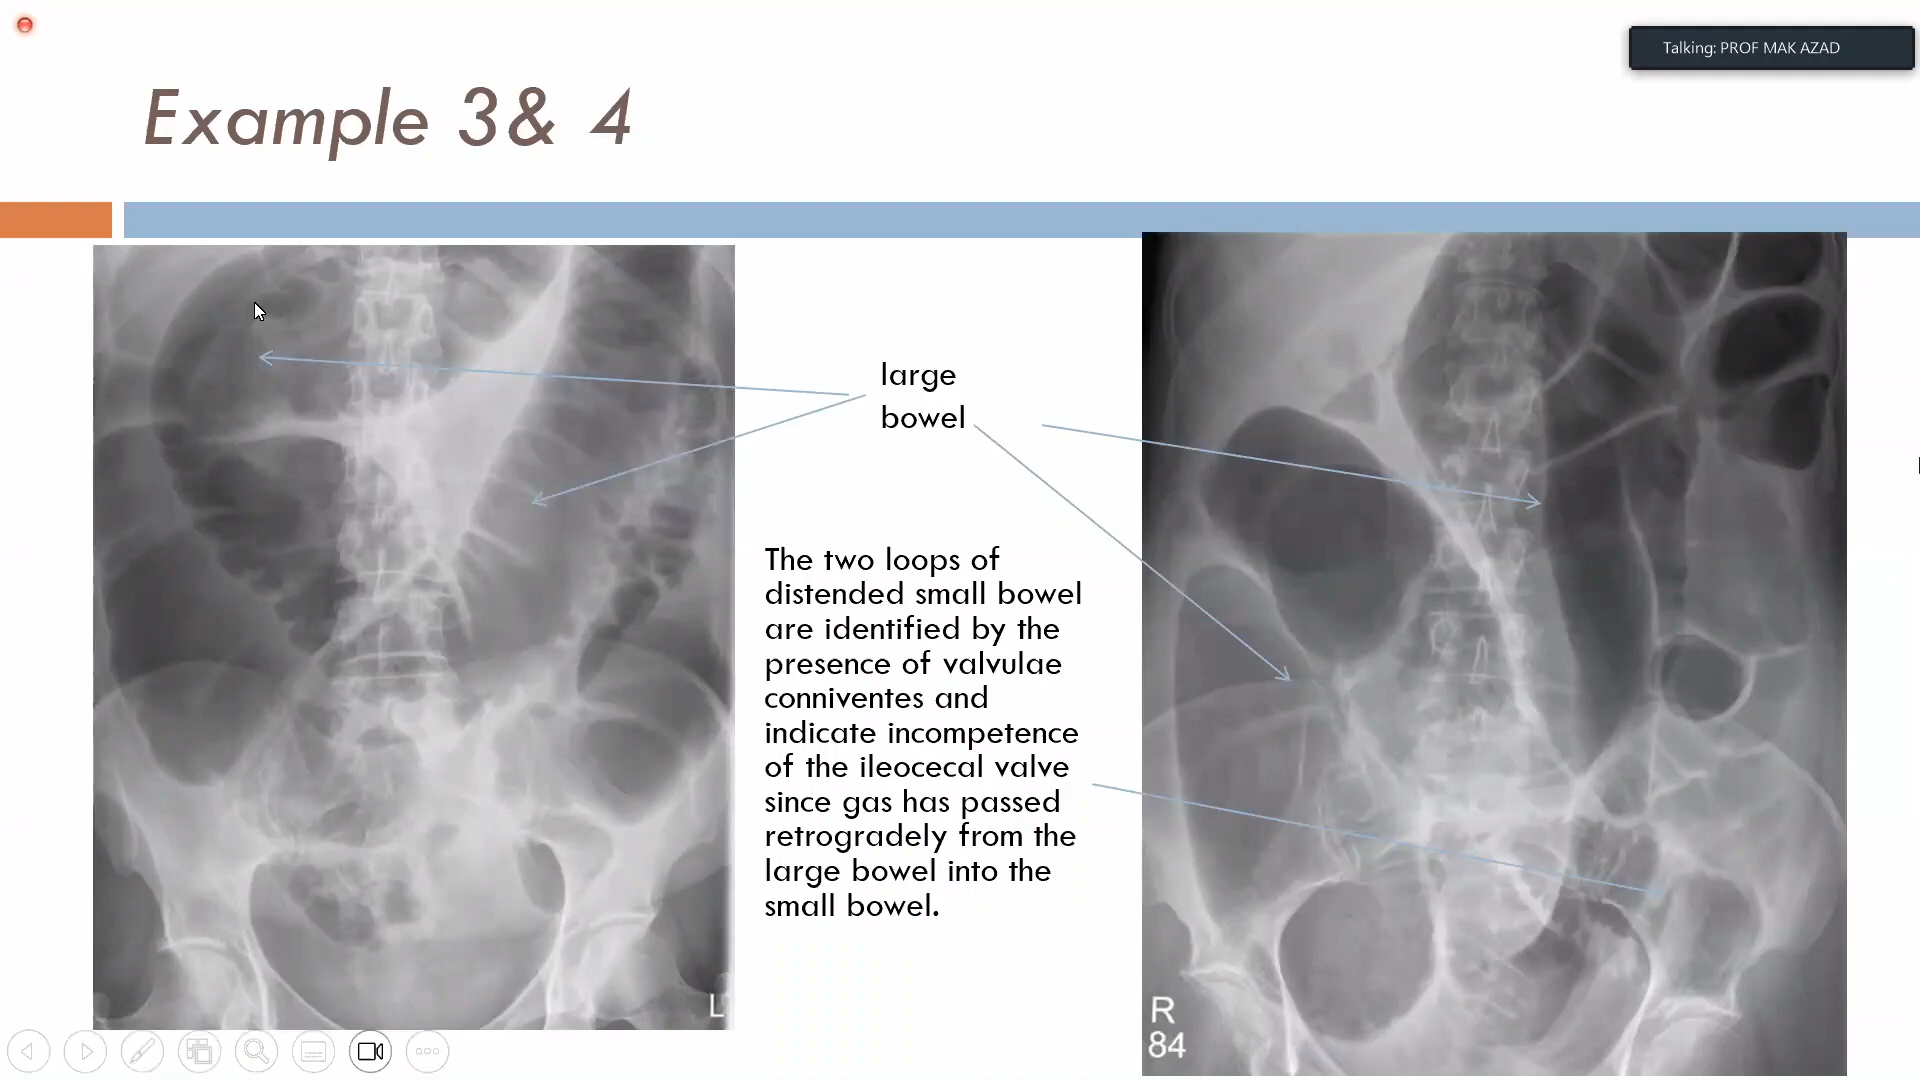 Talking: PROF MAK AZAD
Example 3& 4
large
bowel
The two loops of
distended small bowel
are identified by the
presence of valvulae
conniventes and
indicate incompetence
of the ileocecal valve
since gas has passed
retrogradely from the
large bowel into the
small bowel.
L
R
84